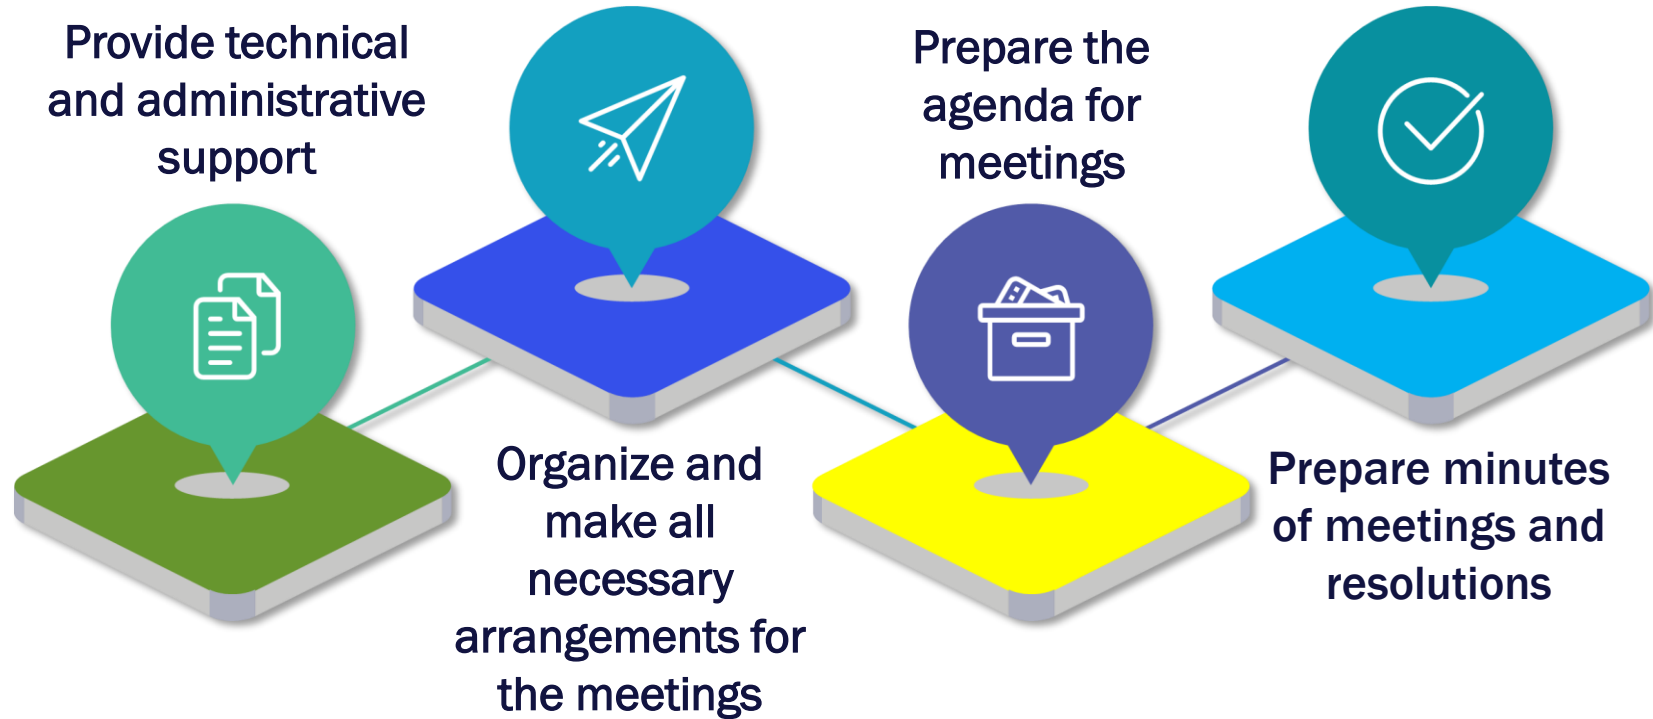 Provide technical
and administrative
support
Organize and
make all
necessary
arrangements for
the meetings
Prepare the
agenda for
meetings
Prepare minutes
of meetings and
resolutions